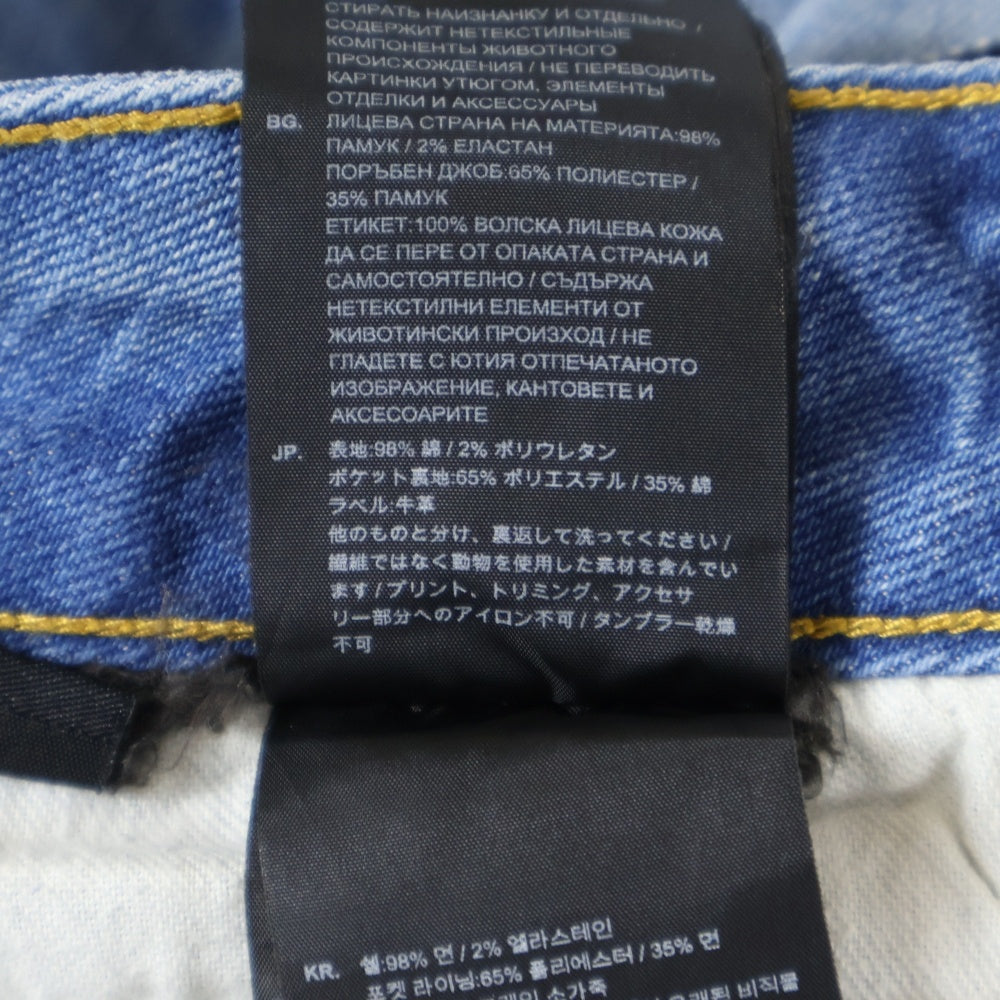 СТИРАТЬ НАИЗНАНКУ И ОТДЕЛЬНО /
СОДЕРЖИТ НЕТЕКСТИЛЬНЫЕ
КОМПОНЕНТЫ ЖИВОТНОГО
ПРОИСХОЖДЕНИЯ / НЕ ПЕРЕВОДИТЬ
КАРТИНКИ УТЮГОМ, ЭЛЕМЕНТЫ
ОТДЕЛКИ И АКСЕССУАРЫ
BG. ЛИЦЕВА СТРАНА НА МАТЕРИЯТА:98%
ПАМУК / 2% ЕЛАСТАН
ПОРЪБЕН ДЖОБ:65% ПОЛИЕСТЕР /
35% ПАМУК
ЕТИКЕТ:100% ВОЛСКА ЛИЦЕВА КОЖА
ДА СЕ ПЕРЕ ОТ ОПАКАТА СТРАНА И
САМОСТОЯТЕЛНО / СЪДЪРЖА
НЕТЕКСТИЛНИ ЕЛЕМЕНТИ ОТ
ЖИВОТИНСКИ ПРОИЗХОД / НЕ
ГЛАДЕТЕ С ЮТИЯ ОТПЕЧАТАНОТО
ИЗОБРАЖЕНИЕ, КАНТОВЕТЕ И
АКСЕСОАРИТЕ
JP. 表地:98% 綿 / 2% ポリウレタン
ポケット裏地:65% ポリエステル / 35% 綿
ラベル:牛革
他のものと分け、裏返して洗ってください /
繊維ではなく動物を使用した素材を含んでい
ます / プリント、トリミング、アクセサ
リー部分へのアイロン不可 / タンブラー乾燥
不可
KR. 쉘:98% 면 / 2% 엘라스테인
포켓 라이닝:65% 폴리에스터 / 35% 면
소가죽
비직물